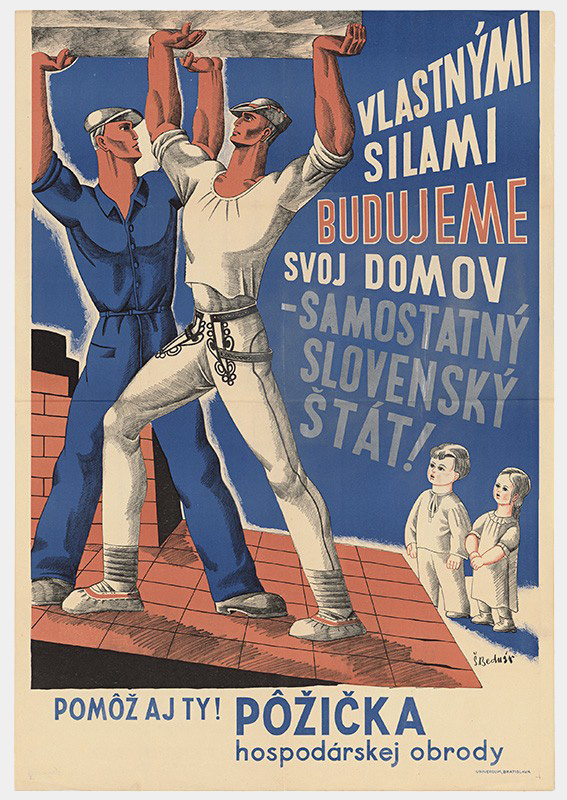 VLASTNÝMI
SILAMI
BUDUJEME
SVOJ DOMOV
-SAMOSTATNÝ
SLOVENSKÝ
ŠTÁT!
Š. Bednár
POMÔŽ AJ TY! PÔŽIČKA
hospodárskej obrody